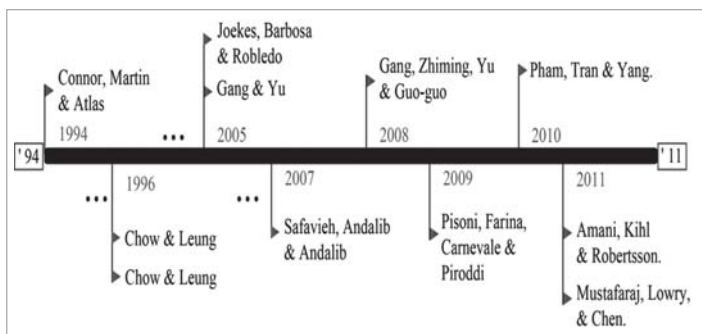 Joekes, Barbosa
& Robledo
Connor, Martin
& Atlas
Gang & Yu
Gang, Zhiming, Yu
& Guo-guo
Pham, Tran & Yang.
1994
...
2005
2008
2010
'94
'11
...
1996
...
2007
2009
2011
Chow & Leung
Chow & Leung
Safavieh, Andalib
& Andalib
Pisoni, Farina,
Carnevale &
Piroddi
Amani, Kihl
& Robertsson.
Mustafaraj, Lowry,
& Chen.